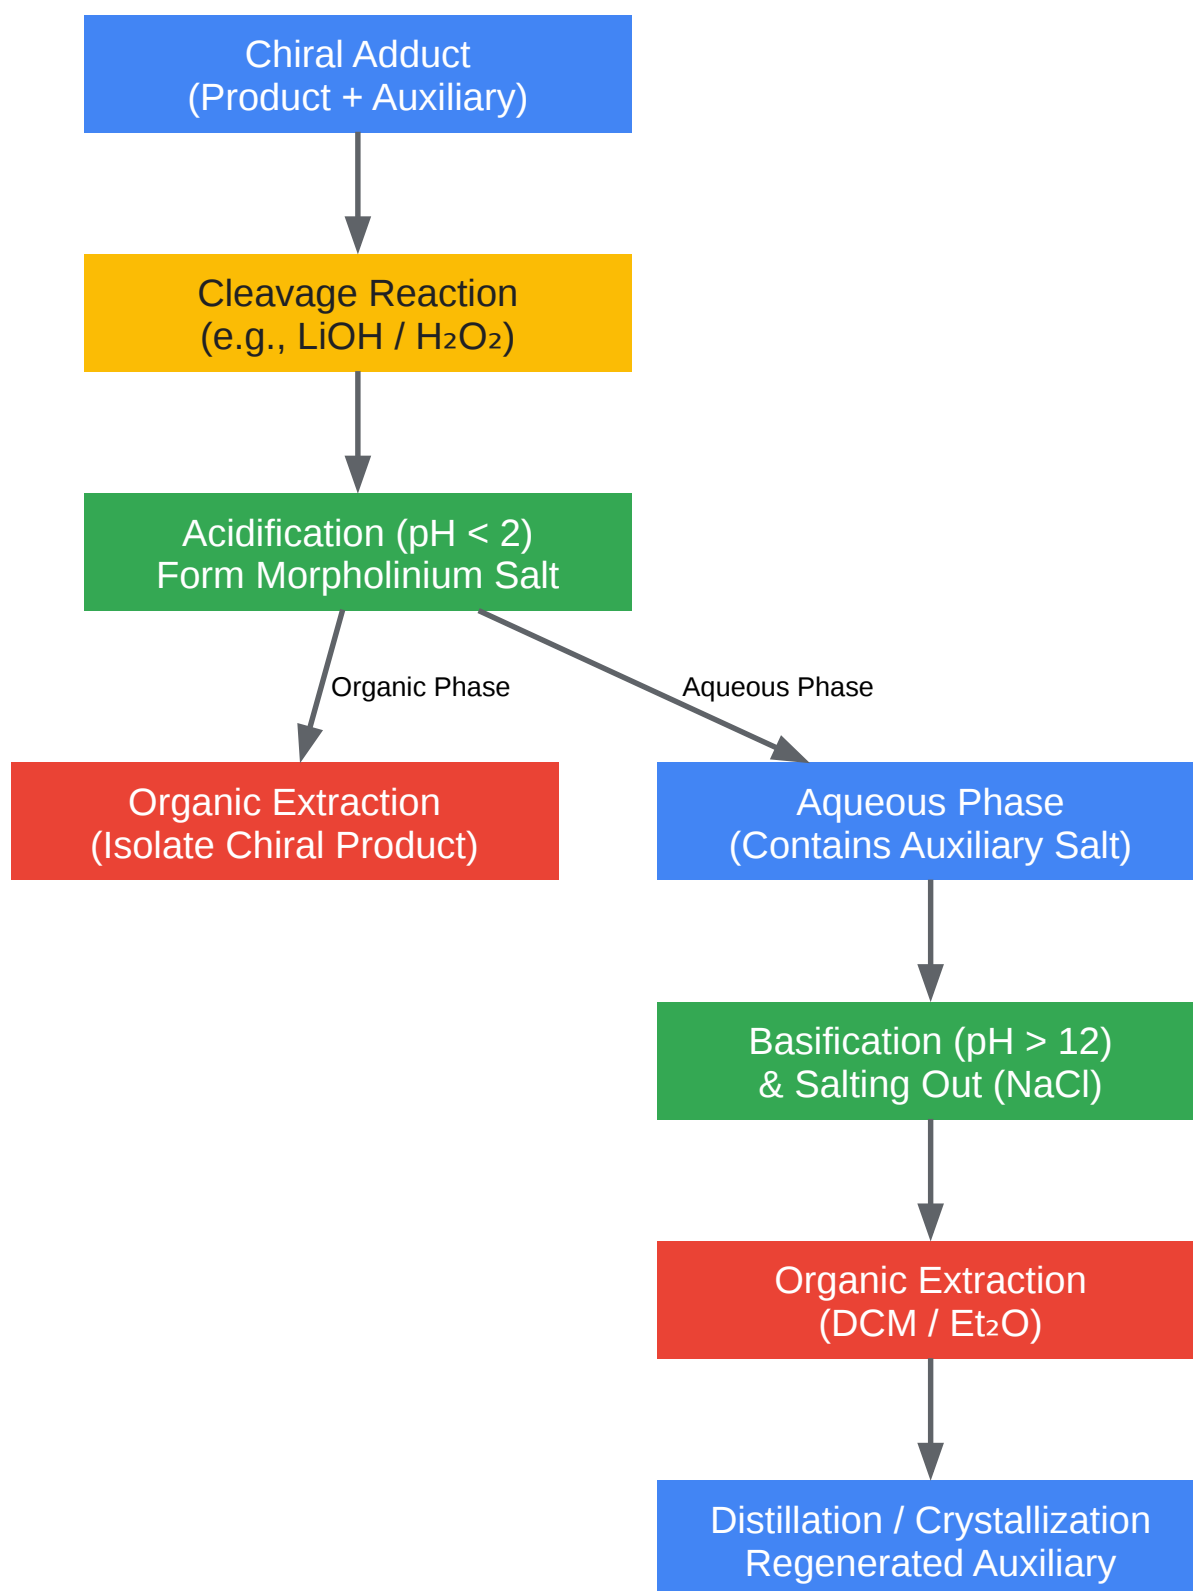 Chiral Adduct
(Product + Auxiliary)
Cleavage Reaction
(e.g., LiOH / H₂O₂)
Acidification (pH < 2)
Form Morpholinium Salt
Organic Phase
Aqueous Phase
Organic Extraction
(Isolate Chiral Product)
Aqueous Phase
(Contains Auxiliary Salt)
Basification (pH > 12)
& Salting Out (NaCl)
Organic Extraction
(DCM / Et₂O)
Distillation / Crystallization
Regenerated Auxiliary